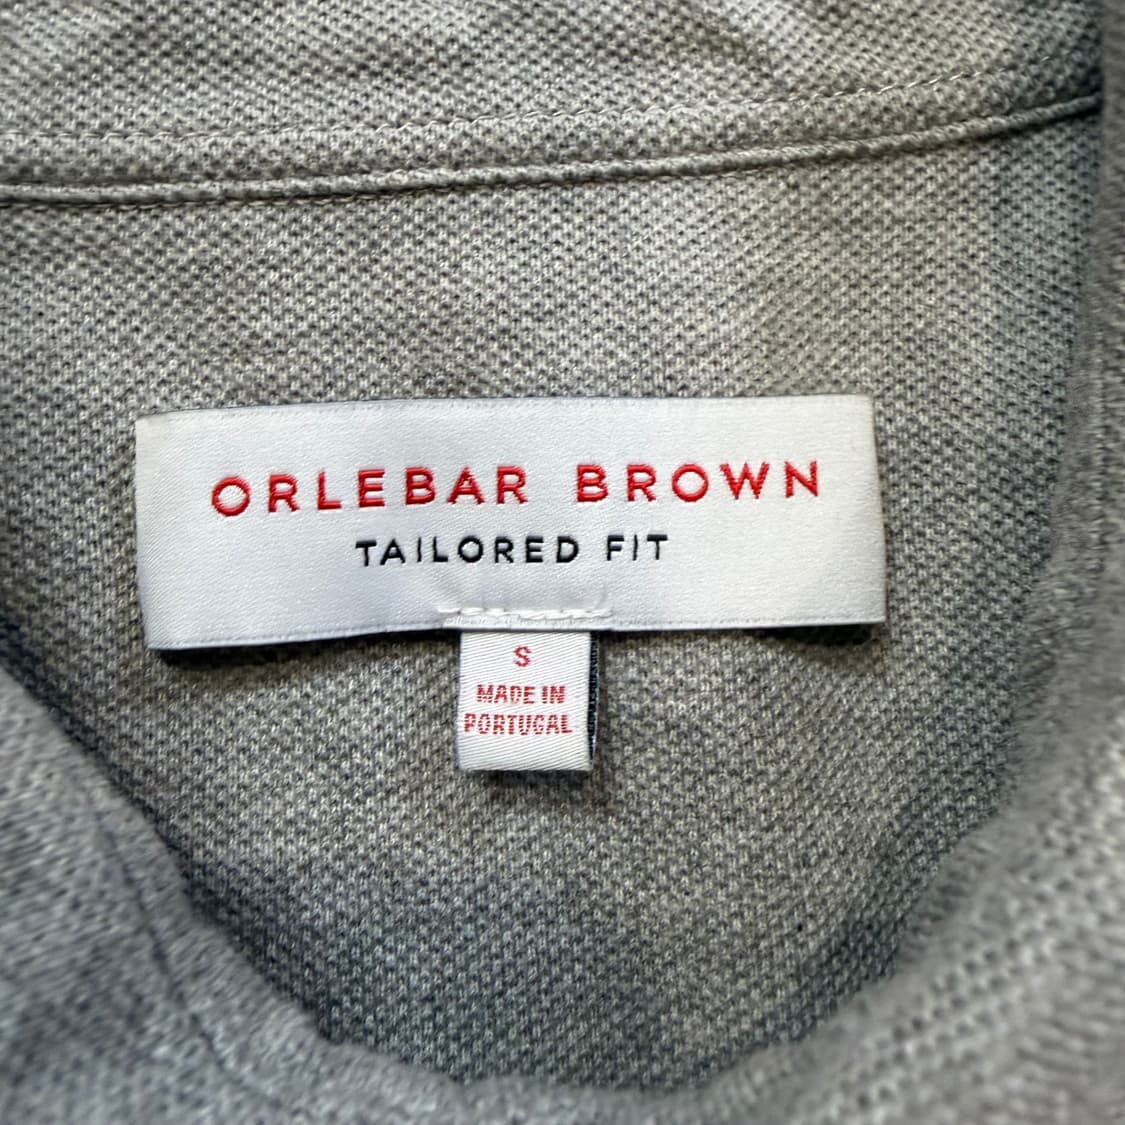 ORLEBAR BROWN
TAILORED FIT
S
MADE IN
PORTUGAL